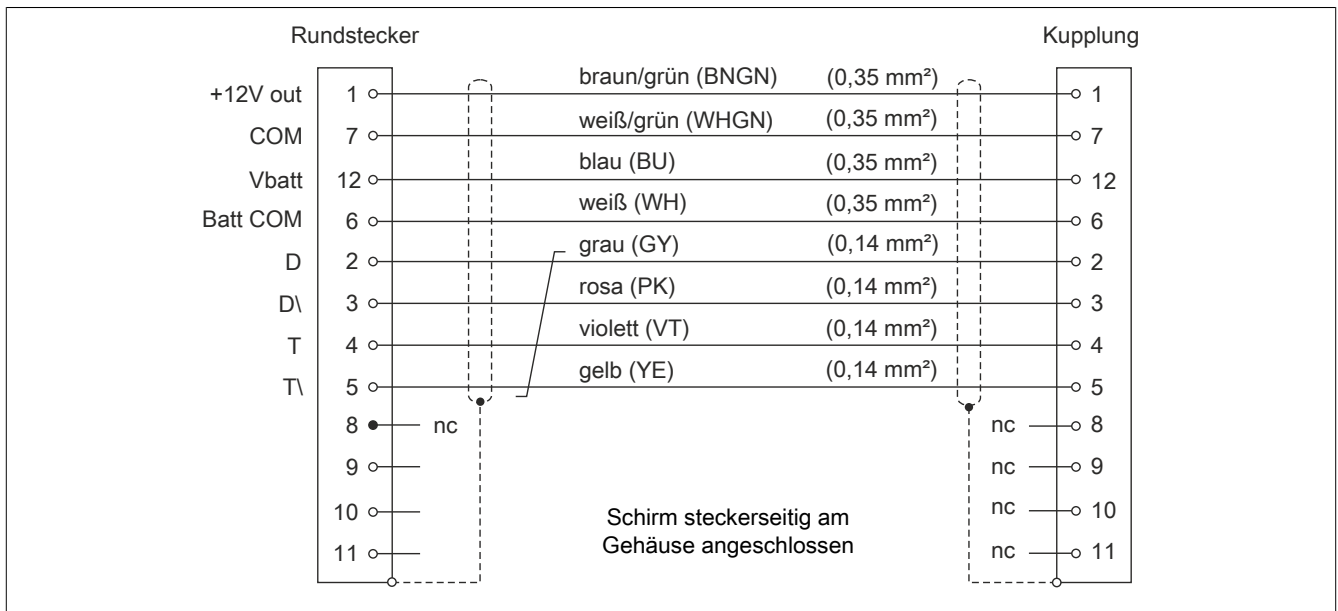 Rundstecker Kupplung
+12V out 1 braun/grün (BNGN) (0,35 mm²) 1
COM 7 weiß/grün (WHGN) (0,35 mm²) 7
Vbatt 12 blau (BU) (0,35 mm²) 12
Batt COM 6 weiß (WH) (0,35 mm²) 6
D 2 grau (GY) (0,14 mm²) 2
D\ 3 rosa (PK) (0,14 mm²) 3
T 4 violett (VT) (0,14 mm²) 4
T\ 5 gelb (YE) (0,14 mm²) 5
8 nc nc 8
9 nc 9
10 nc 10
11 nc 11
Schirm steckerseitig am
Gehäuse angeschlossen